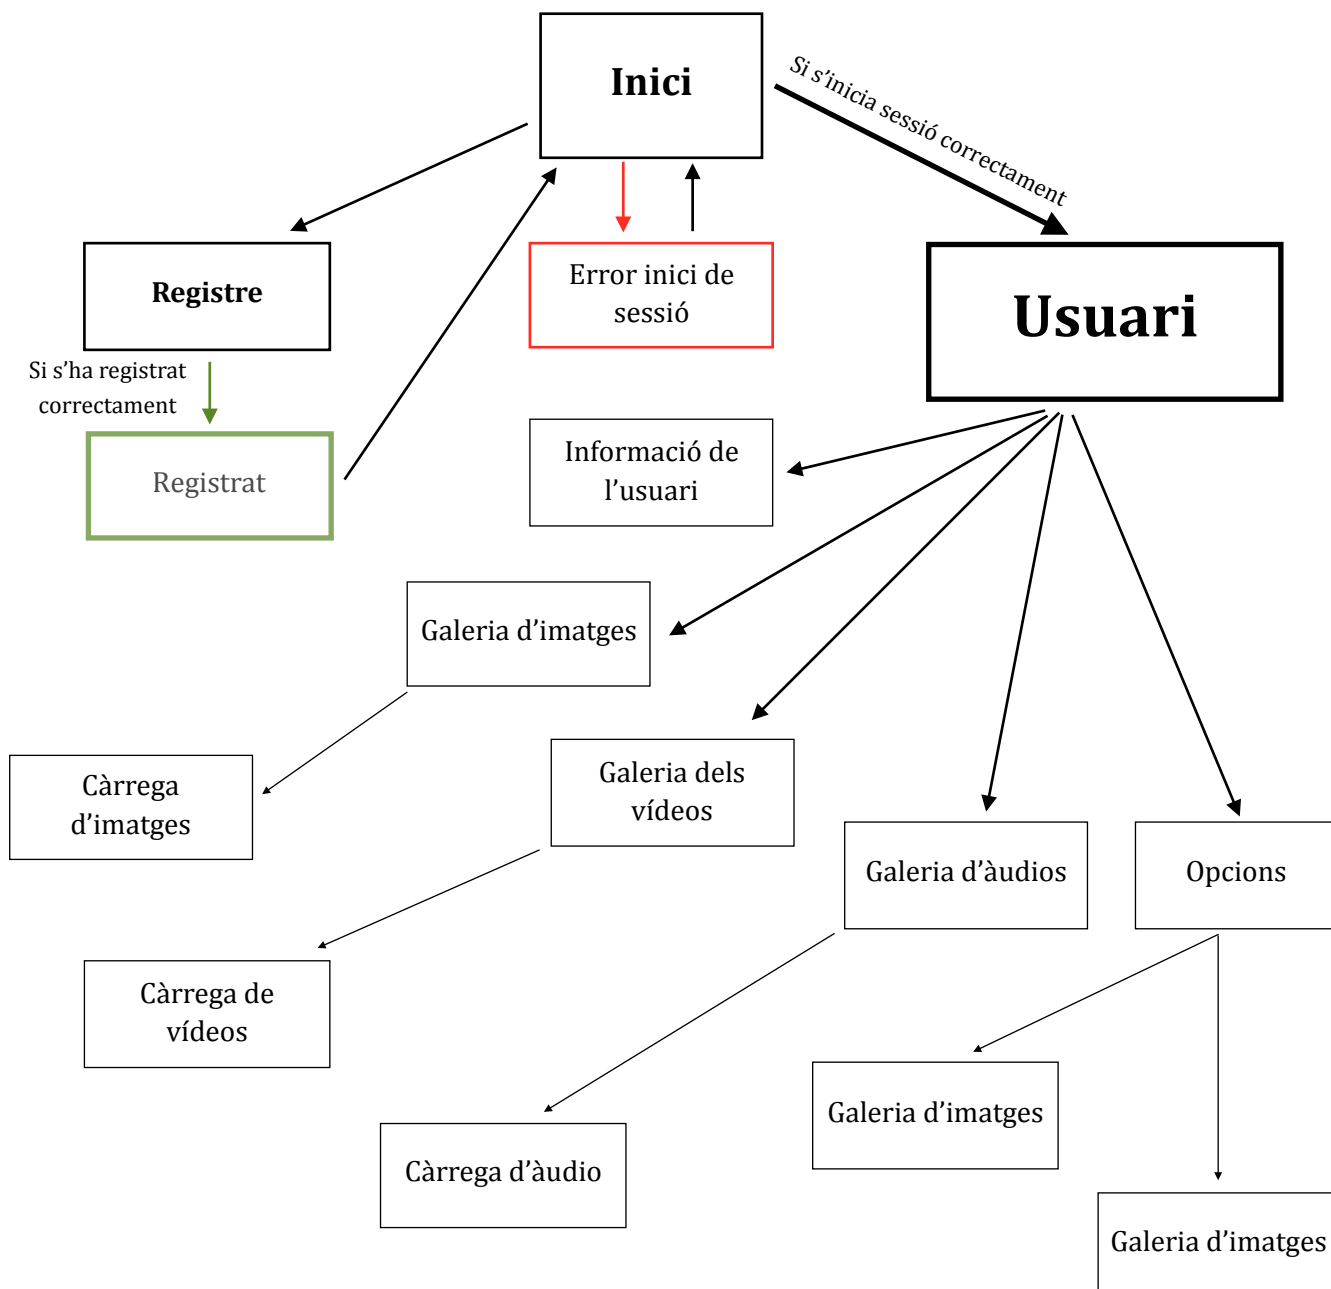 Inici
Si s’inicia sessió correctament
Registre
Error inici de
sessió
Usuari
Si s’ha registrat
correctament
Registrat
Informació de
l’usuari
Galeria d’imatges
Càrrega
d’imatges
Galeria dels
vídeos
Galeria d’àudios
Opcions
Càrrega de
vídeos
Galeria d’imatges
Càrrega d’àudio
Galeria d’imatges